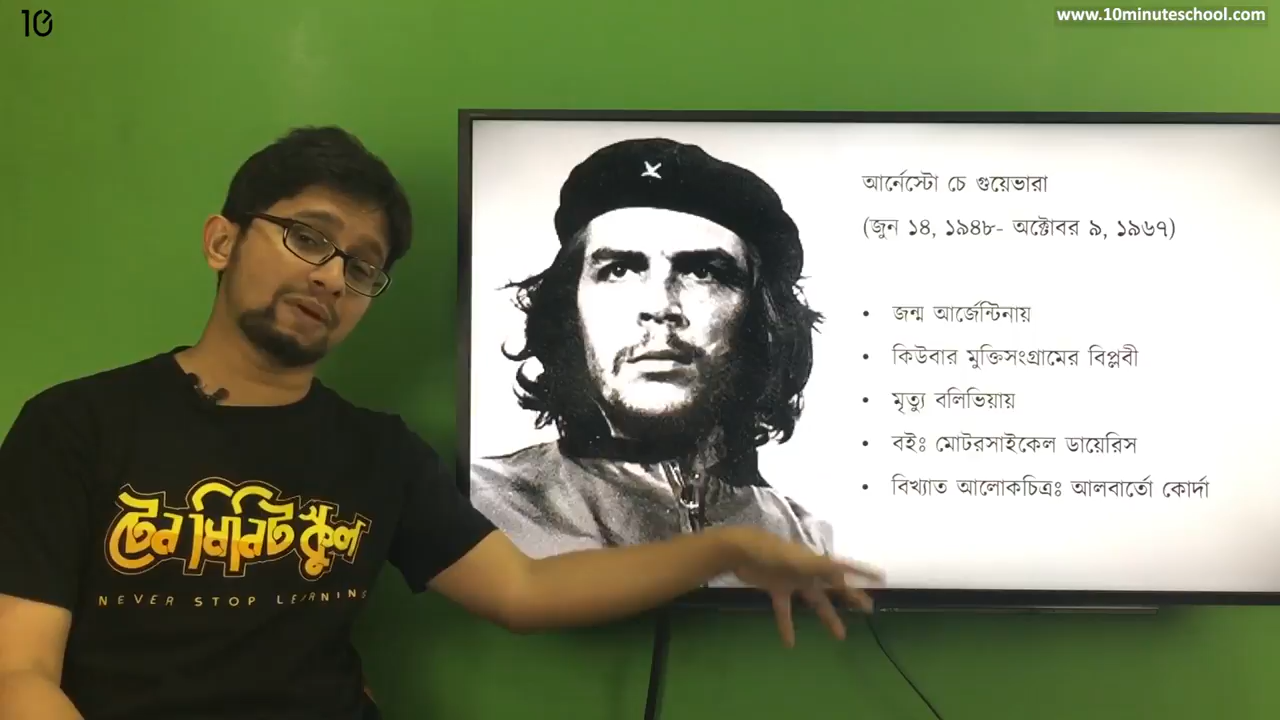 10
www.10minuteschool.com
আর্নেস্টো চে গুয়েভারা
(জুন ১৪, ১৯৪৮- অক্টোবর ৯, ১৯৬৭)
• জন্ম আর্জেন্টিনায়
• কিউবার মুক্তিসংগ্রামের বিপ্লবী
• মৃত্যু বলিভিয়ায়
• বইঃ মোটরসাইকেল ডায়েরিস
• বিখ্যাত আলোকচিত্রঃ আলবার্তো কোর্দা
টেন মিনিট স্কুল
NEVER STOP LEARNING